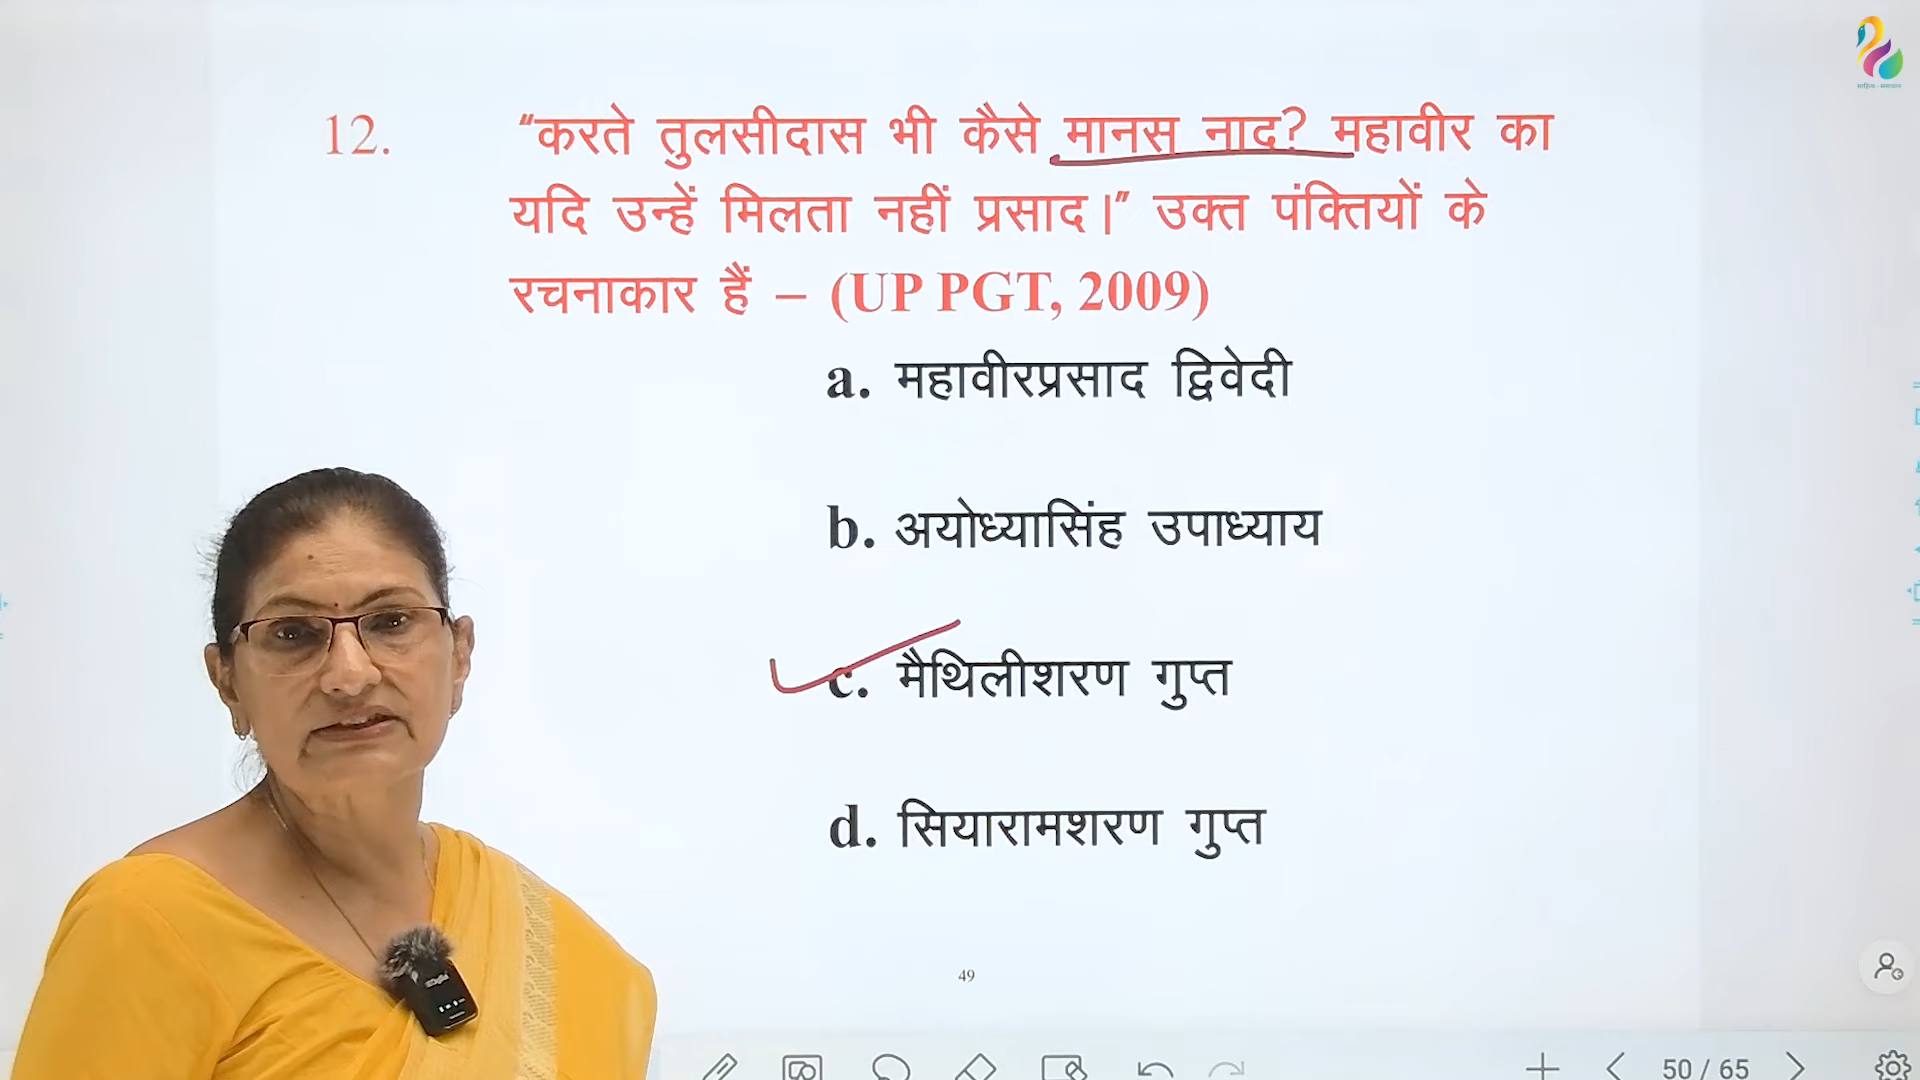 साहित्य - समाधान
12. "करते तुलसीदास भी कैसे मानस नाद? महावीर का
यदि उन्हें मिलता नहीं प्रसाद।" उक्त पंक्तियों के
रचनाकार हैं – (UP PGT, 2009)
a. महावीरप्रसाद द्विवेदी
b. अयोध्यासिंह उपाध्याय
c. मैथिलीशरण गुप्त
d. सियारामशरण गुप्त
49
50 / 65